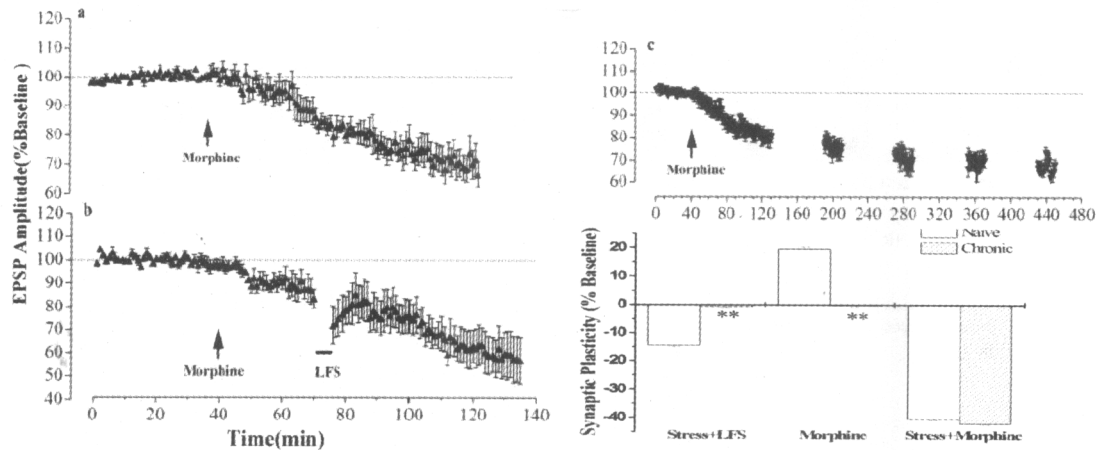 a
120
110
100
90
80
70
60
Morphine
b
120
110
100
90
80
70
60
50
40
Morphine
LFS
0 20 40 60 80 100 120 140
Time(min)
EPSP Amplitude(%Baseline )
c
120
110
100
90
80
70
60
Morphine
0 40 80 120 160 200 240 280 320 360 400 440 480
Naive
Chronic
20
10
0
-10
-20
-30
-40
** **
Synaptic Plasticity (% Baseline)
Stress+LFS Morphine Stress+Morphine